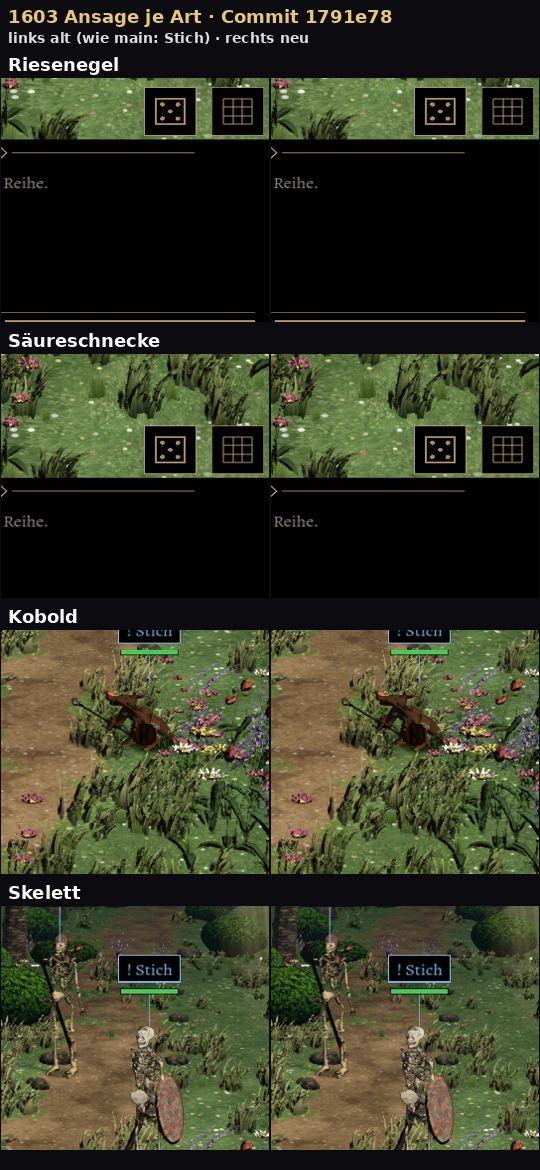 1603 Ansage je Art · Commit 1791e78
links alt (wie main: Stich) · rechts neu
Riesenegel
Reihe. Reihe.
Säureschnecke
Reihe. Reihe.
Kobold
! Stich ! Stich
Skelett
! Stich ! Stich